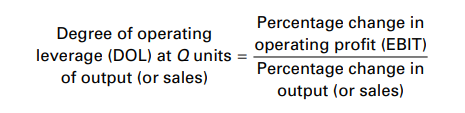 Degree of operating
leverage (DOL) at Q units =
of output (or sales)
Percentage change in
operating profit (EBIT)
Percentage change in
output (or sales)